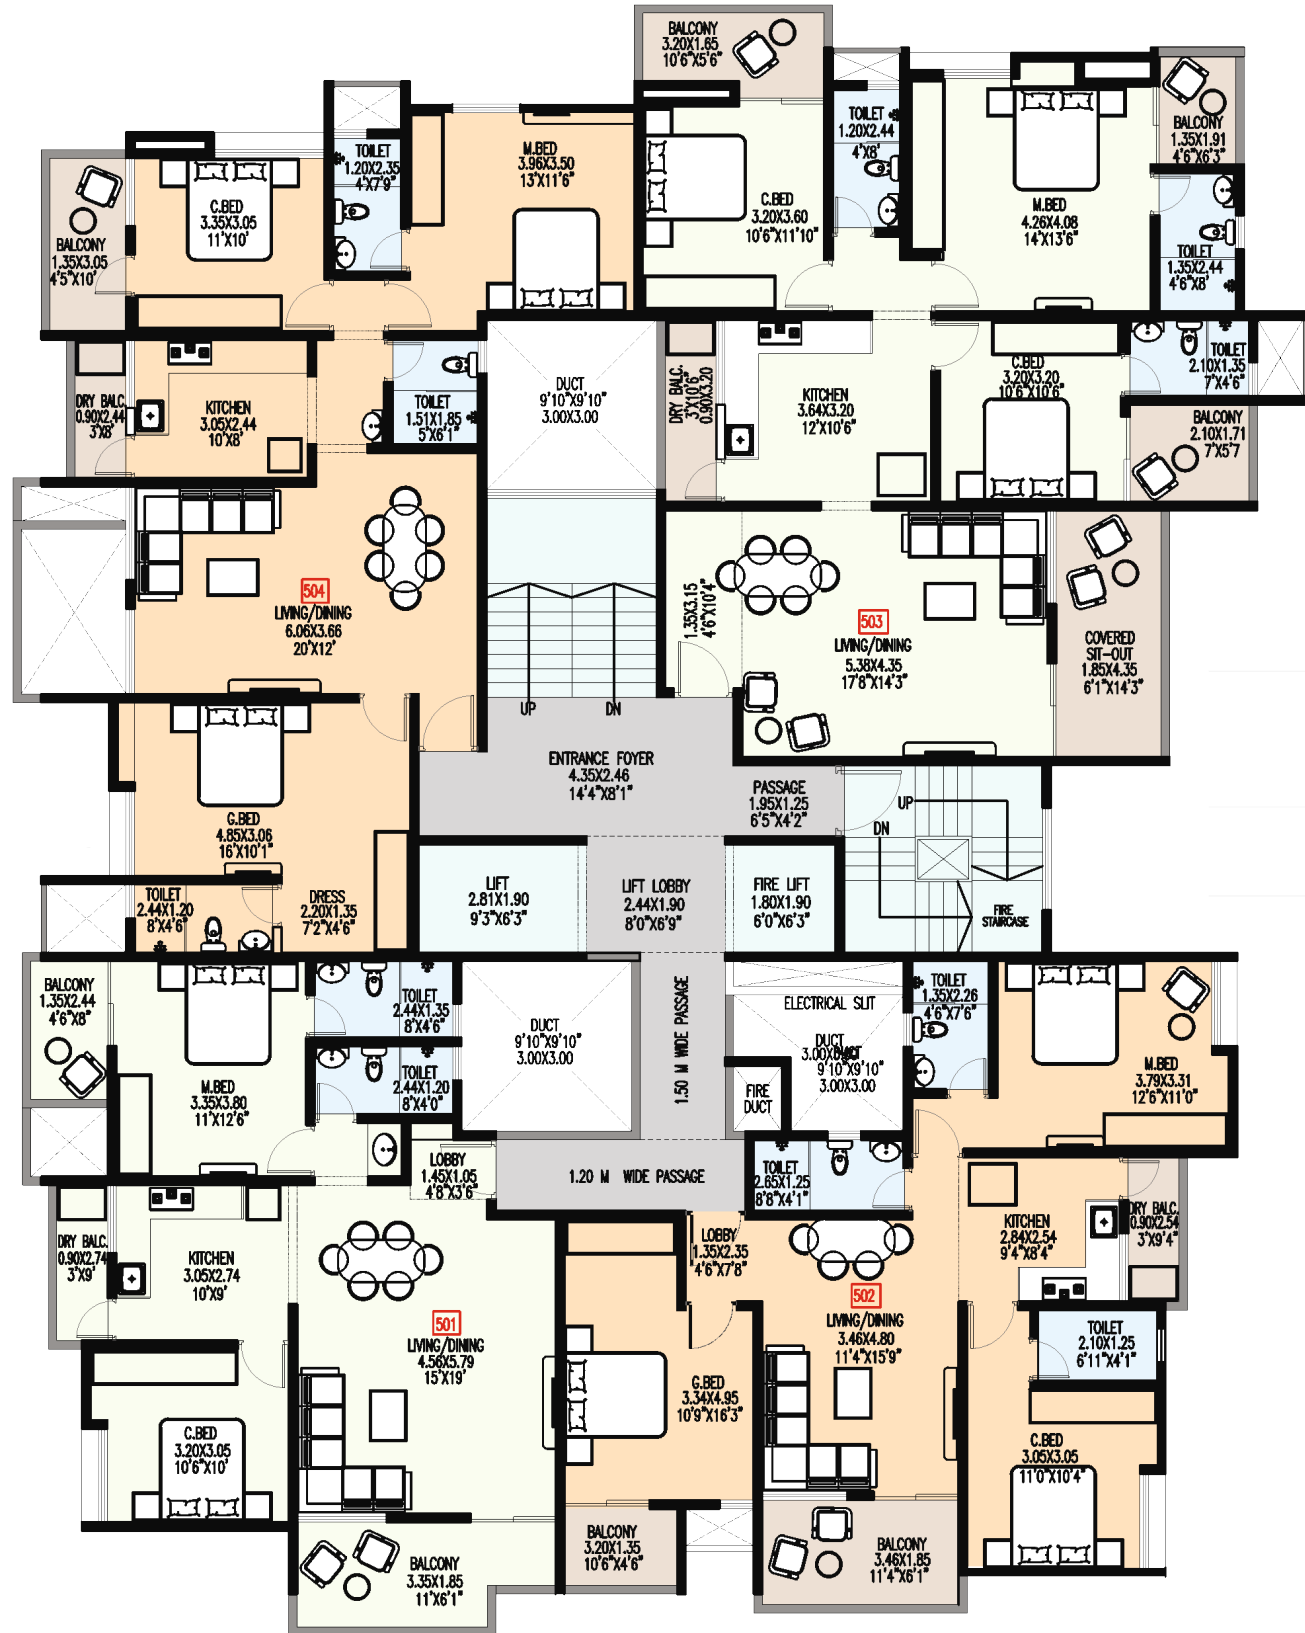 BALCONY
3.20X1.65
10'6"X5'6"
TOILET
1.20X2.44
4'X8'
BALCONY
1.35X1.91
4'6"X6'3"
TOILET
1.20X2.35
4'X7'9"
M.BED
3.96X3.50
13'X11'6"
C.BED
3.35X3.05
11'X10'
C.BED
3.20X3.60
10'6"X11'10"
M.BED
4.26X4.08
14'X13'6"
BALCONY
1.35X3.05
4'5"X10'
TOILET
1.35X2.44
4'6"X8'
DRY BALC.
0.90X2.44
3'X8'
KITCHEN
3.05X2.44
10'X8'
TOILET
1.51X1.85
5'X6'1"
DUCT
9'10"X9'10"
3.00X3.00
DRY BALC.
3'X10'6"
0.90X3.20
KITCHEN
3.64X3.20
12'X10'6"
C.BED
3.20X3.20
10'6"X10'6"
TOILET
2.10X1.35
7'X4'6"
BALCONY
2.10X1.71
7'X5'7
504
LIVING/DINING
6.06X3.66
20'X12'
1.35X3.15
4'6"X10'4"
503
LIVING/DINING
5.38X4.35
17'8"X14'3"
COVERED
SIT-OUT
1.85X4.35
6'1"X14'3"
UP
DN
ENTRANCE FOYER
4.35X2.46
14'4"X8'1"
PASSAGE
1.95X1.25
6'5"X4'2"
UP
DN
FIRE
STAIRCASE
G.BED
4.85X3.06
16'X10'1"
TOILET
2.44X1.20
8'X4'6"
DRESS
2.20X1.35
7'2"X4'6"
LIFT
2.81X1.90
9'3"X6'3"
LIFT LOBBY
2.44X1.90
8'0"X6'9"
FIRE LIFT
1.80X1.90
6'0"X6'3"
BALCONY
1.35X2.44
4'6"X8"
TOILET
2.44X1.35
8'X4'6"
TOILET
2.44X1.20
8'X4'0"
M.BED
3.35X3.80
11'X12'6"
DUCT
9'10"X9'10"
3.00X3.00
1.50 M WIDE PASSAGE
ELECTRICAL SLIT
DUCT
9'10"X9'10"
3.00X3.00
FIRE
DUCT
TOILET
1.35X2.26
4'6"X7'6"
M.BED
3.79X3.31
12'6"X11'0"
1.20 M WIDE PASSAGE
LOBBY
1.45X1.05
4'8"X3'6"
TOILET
2.65X1.25
8'8"X4'1"
DRY BALC.
0.90X2.74
3'X9'
KITCHEN
3.05X2.74
10'X9'
LOBBY
1.35X2.35
4'6"X7'8"
KITCHEN
2.84X2.54
9'4"X8'4"
DRY BALC.
0.90X2.54
3'X9'4"
501
LIVING/DINING
4.56X5.79
15'X19'
502
LIVING/DINING
3.46X4.80
11'4"X15'9"
TOILET
2.10X1.25
6'11"X4'1"
G.BED
3.34X4.95
10'9"X16'3"
C.BED
3.20X3.05
10'6"X10'
C.BED
3.05X3.05
11'0"X10'4"
BALCONY
3.20X1.35
10'6"X4'6"
BALCONY
3.35X1.85
11'X6'1"
BALCONY
3.46X1.85
11'4"X6'1"